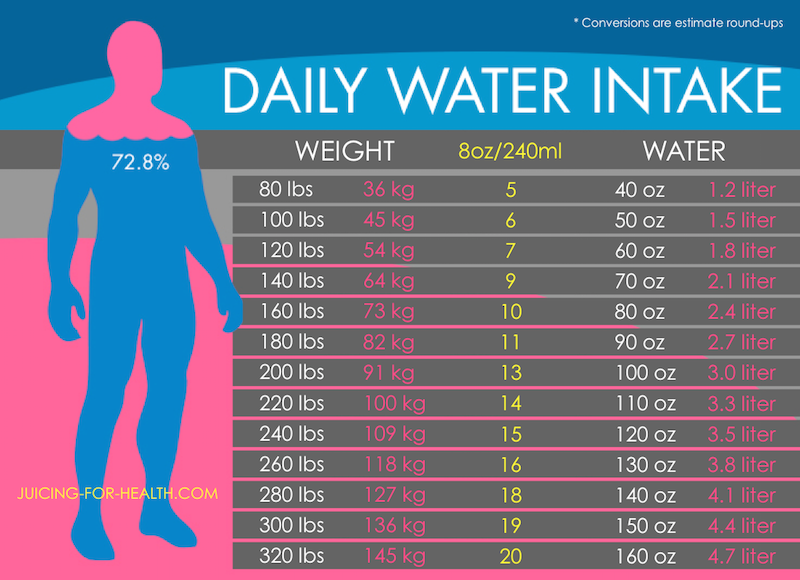 * Conversions are estimate round-ups
DAILY WATER INTAKE
WEIGHT 8oz/240ml WATER
72.8%
80 lbs 36 kg 5 40 oz 1.2 liter
100 lbs 45 kg 6 50 oz 1.5 liter
120 lbs 54 kg 7 60 oz 1.8 liter
140 lbs 64 kg 9 70 oz 2.1 liter
160 lbs 73 kg 10 80 oz 2.4 liter
180 lbs 82 kg 11 90 oz 2.7 liter
200 lbs 91 kg 13 100 oz 3.0 liter
220 lbs 100 kg 14 110 oz 3.3 liter
240 lbs 109 kg 15 120 oz 3.5 liter
260 lbs 118 kg 16 130 oz 3.8 liter
280 lbs 127 kg 18 140 oz 4.1 liter
300 lbs 136 kg 19 150 oz 4.4 liter
320 lbs 145 kg 20 160 oz 4.7 liter
JUICING-FOR-HEALTH.COM